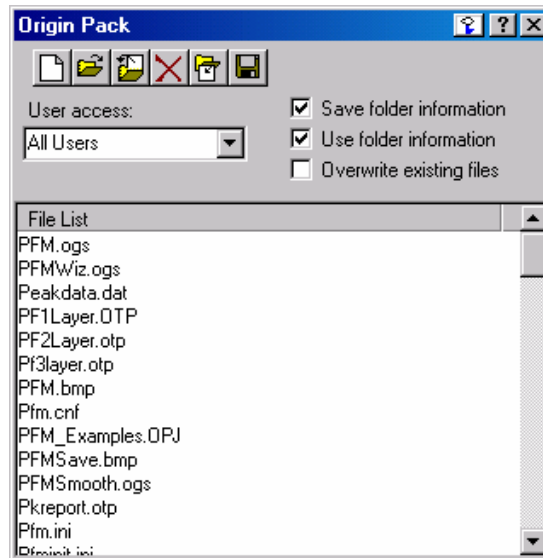 Origin Pack
User access:
All Users
Save folder information
Use folder information
Overwrite existing files
File List
PFM.ogs
PFMWiz.ogs
Peakdata.dat
PF1Layer.OTP
PF2Layer.otp
Pf3layer.otp
PFM.bmp
Pfm.cnf
PFM_Examples.OPJ
PFMSave.bmp
PFMSmooth.ogs
Pkreport.otp
Pfm.ini
Pfminit.ini